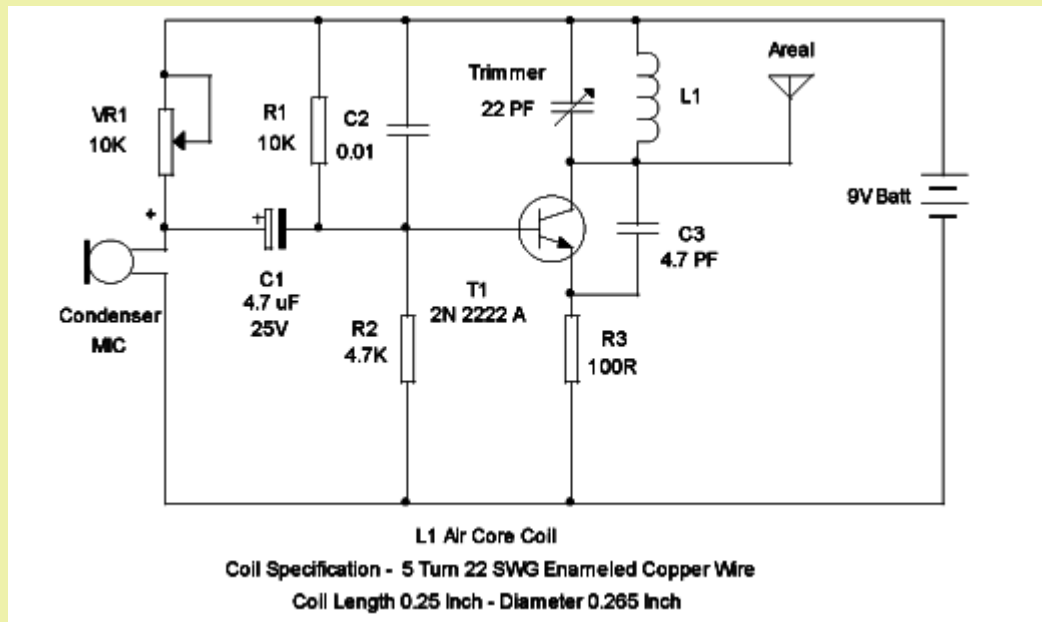 Areal
Trimmer
22 PF
L1
VR1
10K
R1
10K
C2
0.01
9V Batt
+
+
C3
4.7 PF
C1
4.7 uF
25V
T1
2N 2222 A
Condenser
MIC
R2
4.7K
R3
100R
L1 Air Core Coil
Coil Specification - 5 Turn 22 SWG Enameled Copper Wire
Coil Length 0.25 Inch - Diameter 0.265 Inch